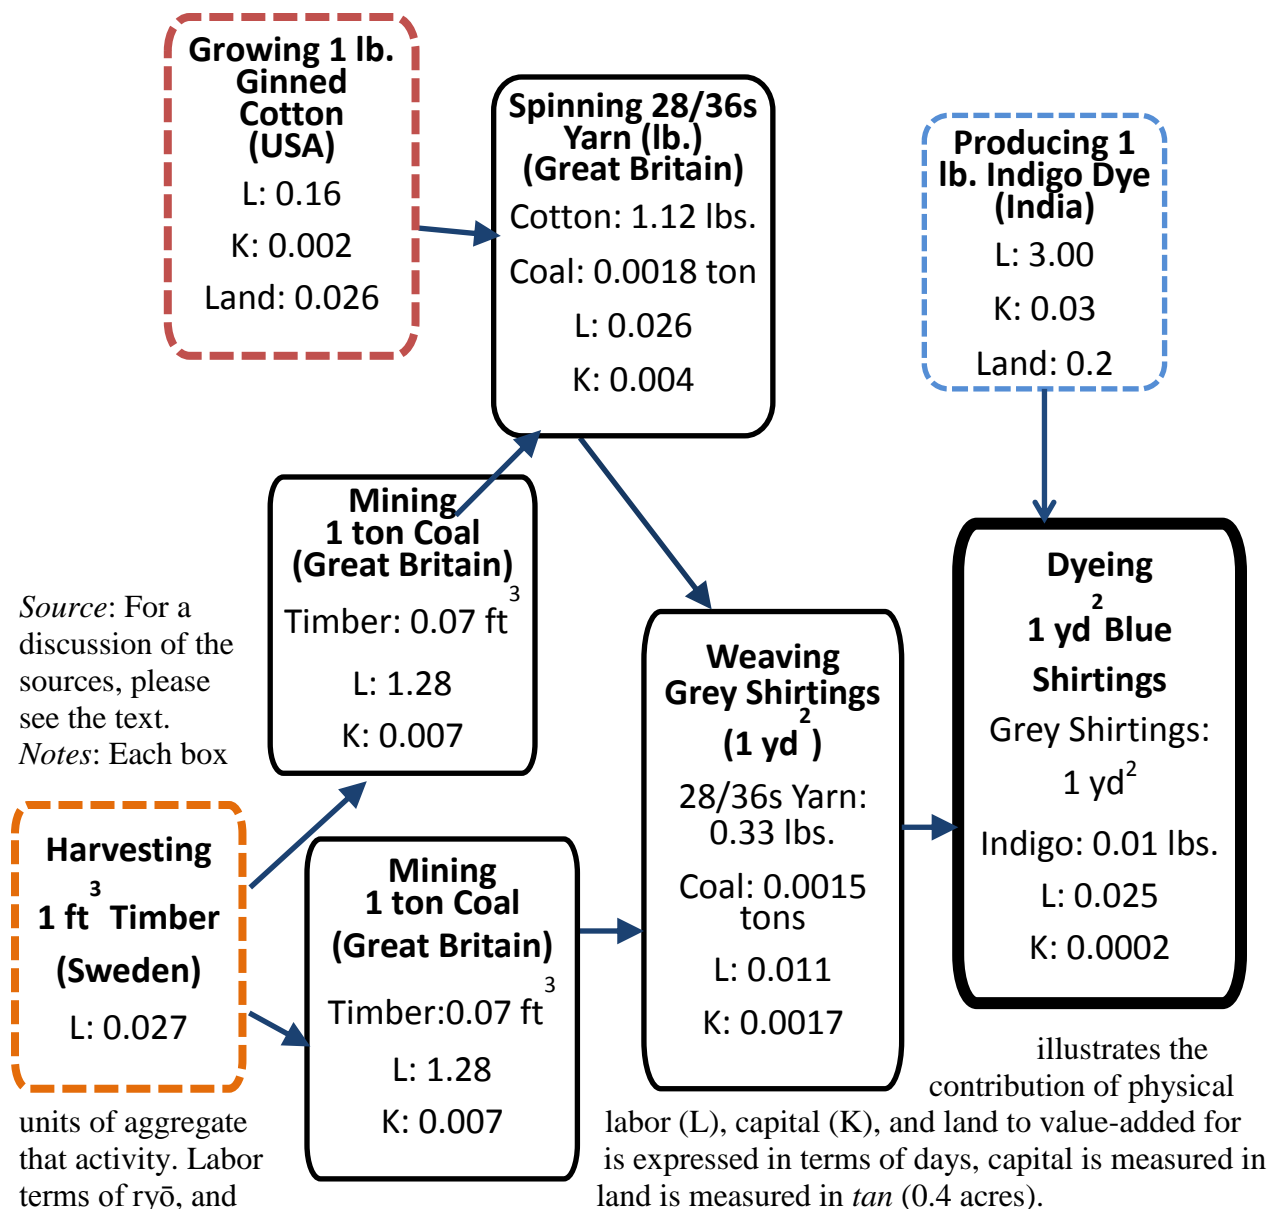 Growing 1 lb.
Ginned
Cotton
(USA)
L: 0.16
K: 0.002
Land: 0.026
Spinning 28/36s
Yarn (lb.)
(Great Britain)
Cotton: 1.12 lbs.
Coal: 0.0018 ton
L: 0.026
K: 0.004
Producing 1
lb. Indigo Dye
(India)
L: 3.00
K: 0.03
Land: 0.2
Mining
1 ton Coal
(Great Britain)
Timber: 0.07 ft³
L: 1.28
K: 0.007
Source: For a
discussion of the
sources, please
see the text.
Notes: Each box
Harvesting
1 ft³ Timber
(Sweden)
L: 0.027
Mining
1 ton Coal
(Great Britain)
Timber:0.07 ft³
L: 1.28
K: 0.007
Weaving
Grey Shirtings
(1 yd²)
28/36s Yarn:
0.33 lbs.
Coal: 0.0015
tons
L: 0.011
K: 0.0017
Dyeing
1 yd² Blue
Shirtings
Grey Shirtings:
1 yd²
Indigo: 0.01 lbs.
L: 0.025
K: 0.0002
illustrates the
contribution of physical
units of aggregate labor (L), capital (K), and land to value-added for
that activity. Labor is expressed in terms of days, capital is measured in
terms of ryō, and land is measured in tan (0.4 acres).